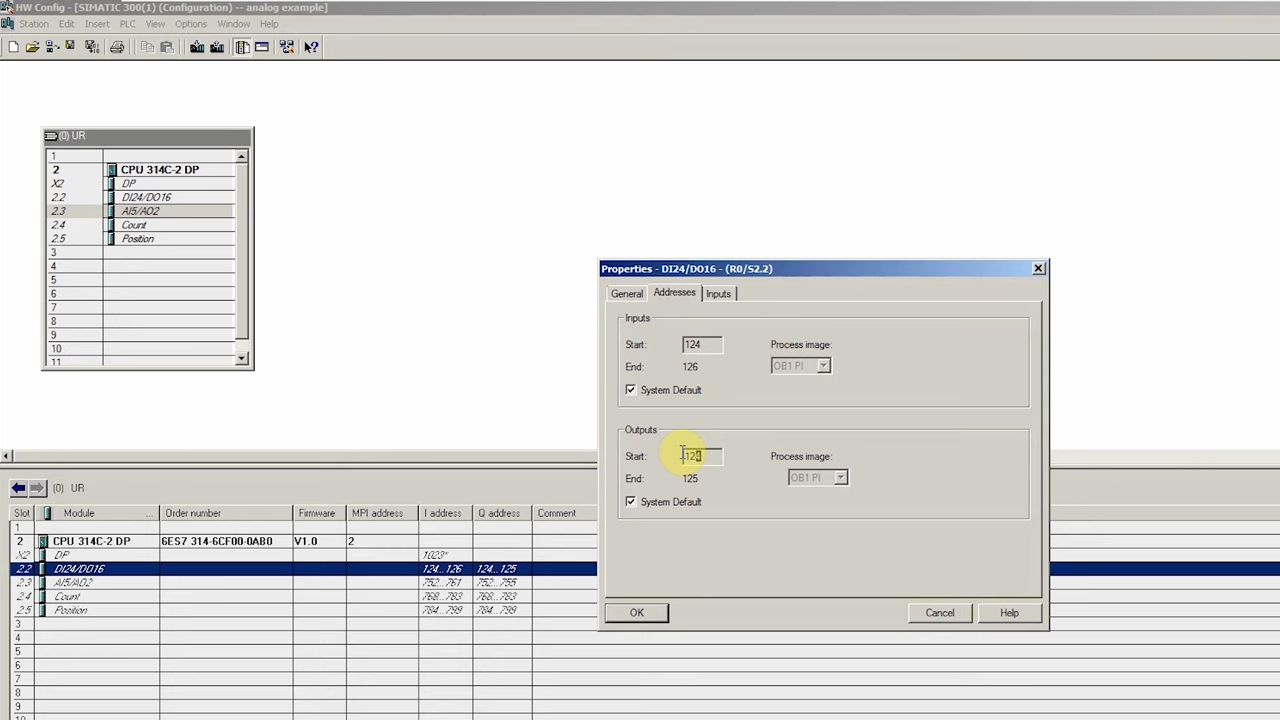 HW Config - [SIMATIC 300(1) (Configuration) -- analog example]
Station Edit Insert PLC View Options Window Help
(0) UR
1
2 CPU 314C-2 DP
X2 DP
2.2 DI24/DO16
2.3 AI5/AO2
2.4 Count
2.5 Position
3
4
5
6
7
8
9
10
11
Properties - DI24/DO16 - (R0/S2.2)
General Addresses Inputs
Inputs
Start: 124 Process image:
End: 126 OB1 PI
System Default
Outputs
Start: Process image:
End: 125 OB1 PI
System Default
OK Cancel Help
(0) UR
Slot Module ... Order number Firmware MPI address I address Q address Comment
1
2 CPU 314C-2 DP 6ES7 314-6CF00-0AB0 V1.0 2
X2 DP 1023*
2.2 DI24/DO16 124...126 124...125
2.3 AI5/AO2 752...761 752...755
2.4 Count 768...783 768...783
2.5 Position 784...799 784...799
3
4
5
6
7
8
9
10